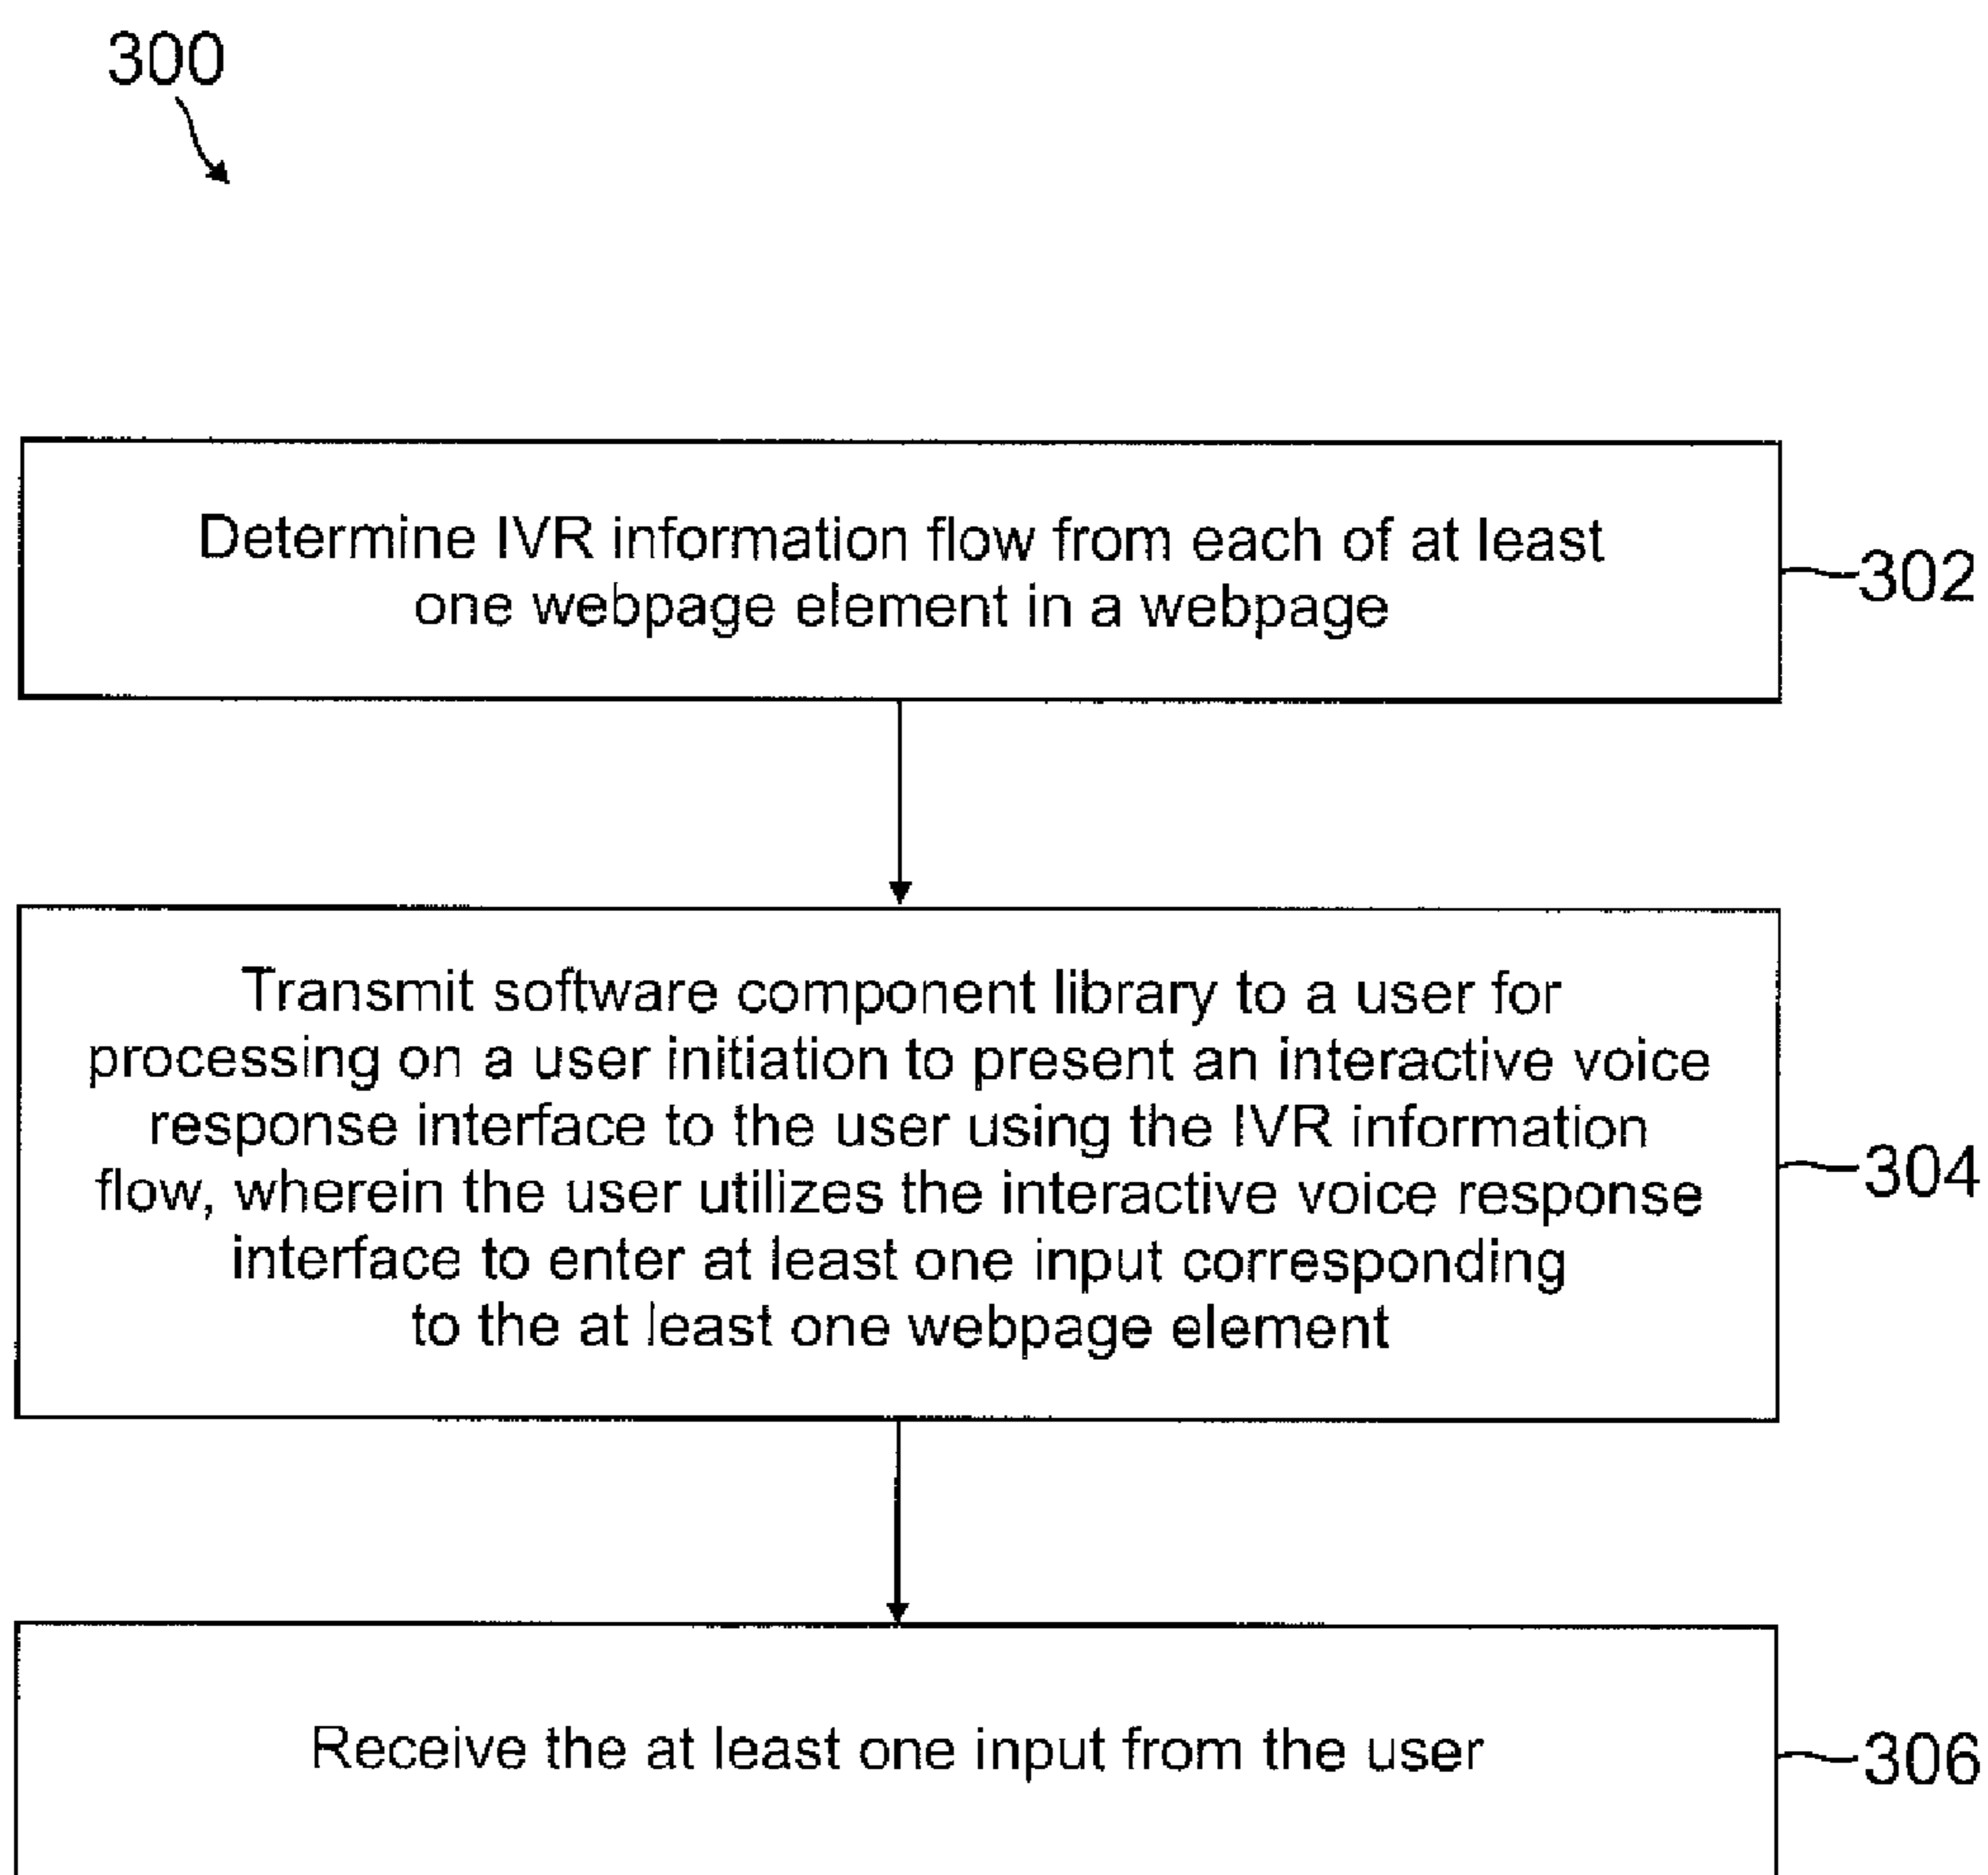 300
Determine IVR information flow from each of at least
one webpage element in a webpage
302
Transmit software component library to a user for
processing on a user initiation to present an interactive voice
response interface to the user using the IVR information
flow, wherein the user utilizes the interactive voice response
interface to enter at least one input corresponding
to the at least one webpage element
304
Receive the at least one input from the user
306